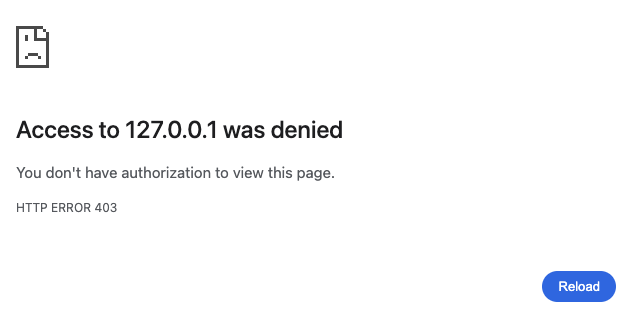 Access to 127.0.0.1 was denied
You don't have authorization to view this page.
HTTP ERROR 403
Reload